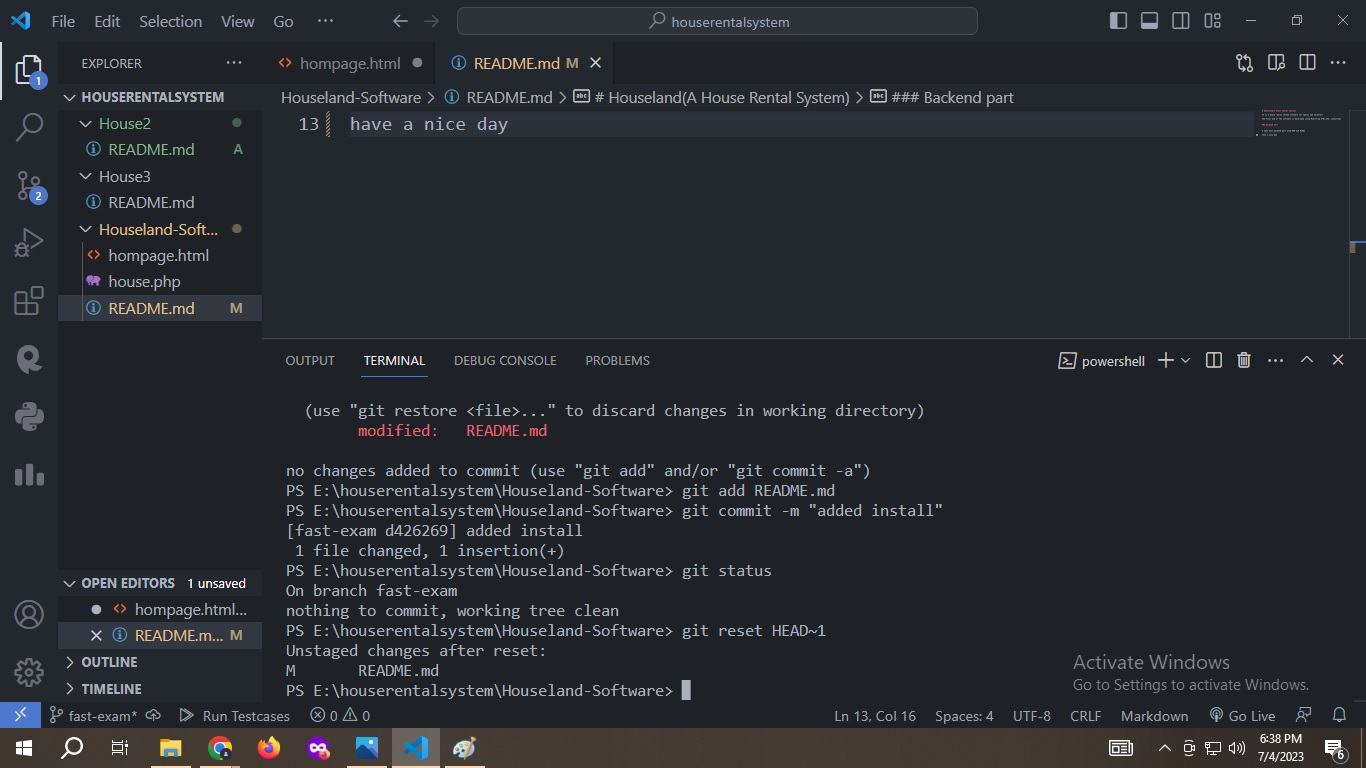 File Edit Selection View Go ··· houserentalsystem
EXPLORER ···
hompage.html
README.md M
HOUSERENTALSYSTEM
Houseland-Software > README.md > # Houseland(A House Rental System) > ### Backend part
House2
README.md A
House3
README.md
Houseland-Soft...
hompage.html
house.php
README.md M
1
2
13 have a nice day
OUTPUT TERMINAL DEBUG CONSOLE PROBLEMS powershell
(use "git restore <file>..." to discard changes in working directory)
modified: README.md
no changes added to commit (use "git add" and/or "git commit -a")
PS E:\houserentalsystem\Houseland-Software> git add README.md
PS E:\houserentalsystem\Houseland-Software> git commit -m "added install"
[fast-exam d426269] added install
1 file changed, 1 insertion(+)
PS E:\houserentalsystem\Houseland-Software> git status
On branch fast-exam
nothing to commit, working tree clean
PS E:\houserentalsystem\Houseland-Software> git reset HEAD~1
Unstaged changes after reset:
M README.md
PS E:\houserentalsystem\Houseland-Software>
OPEN EDITORS 1 unsaved
hompage.html...
README.m... M
OUTLINE
TIMELINE
Activate Windows
Go to Settings to activate Windows.
fast-exam* Run Testcases 0 0 Ln 13, Col 16 Spaces: 4 UTF-8 CRLF Markdown Go Live
6:38 PM
7/4/2023
6